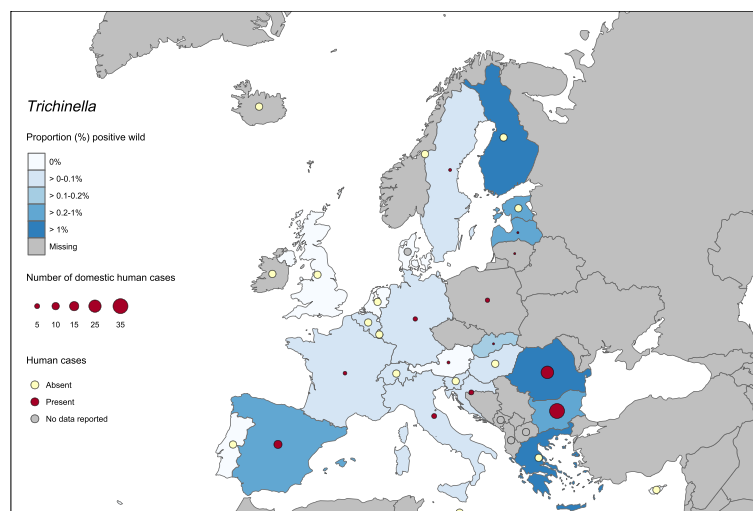 Trichinella
Proportion (%) positive wild
0%
> 0-0.1%
> 0.1-0.2%
> 0.2-1%
> 1%
Missing
Number of domestic human cases
5 10 15 25 35
Human cases
Absent
Present
No data reported